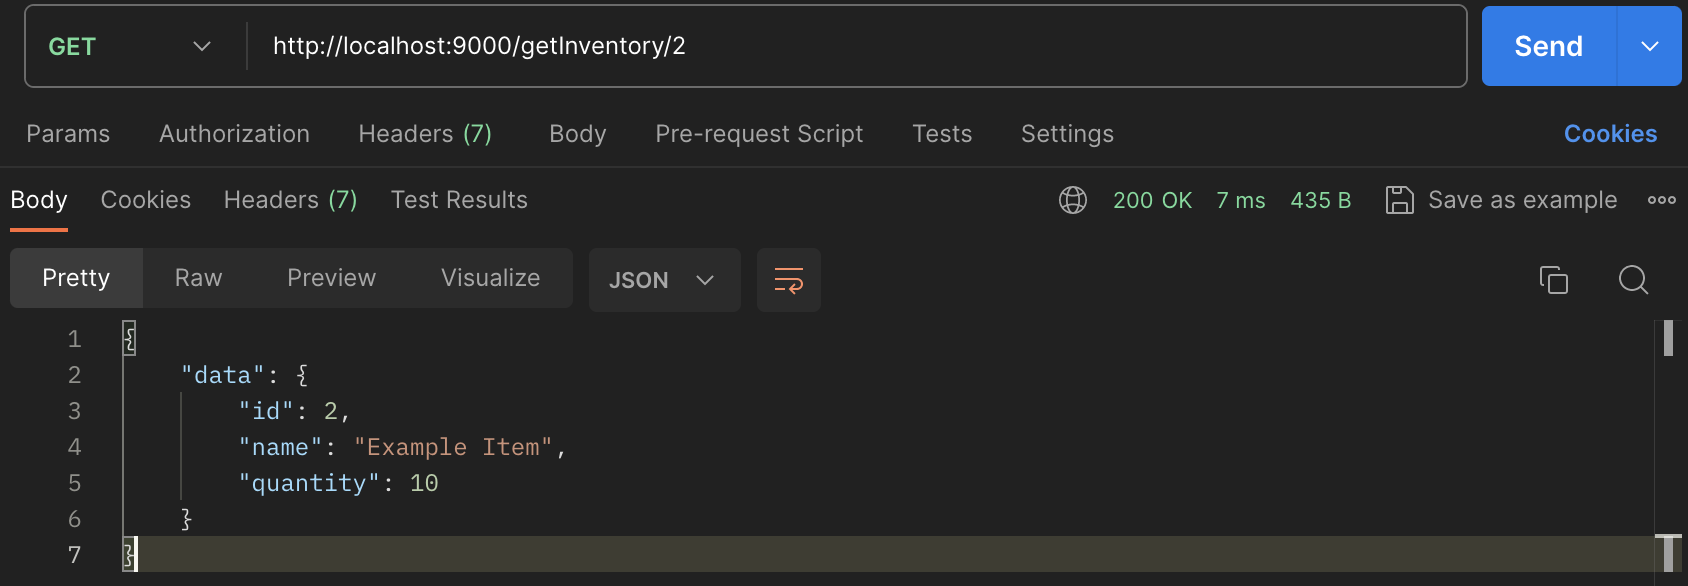 GET http://localhost:9000/getInventory/2 Send
Params Authorization Headers (7) Body Pre-request Script Tests Settings Cookies
Body Cookies Headers (7) Test Results 200 OK 7 ms 435 B Save as example
Pretty Raw Preview Visualize JSON
1 {
2 "data": {
3 "id": 2,
4 "name": "Example Item",
5 "quantity": 10
6 }
7 }